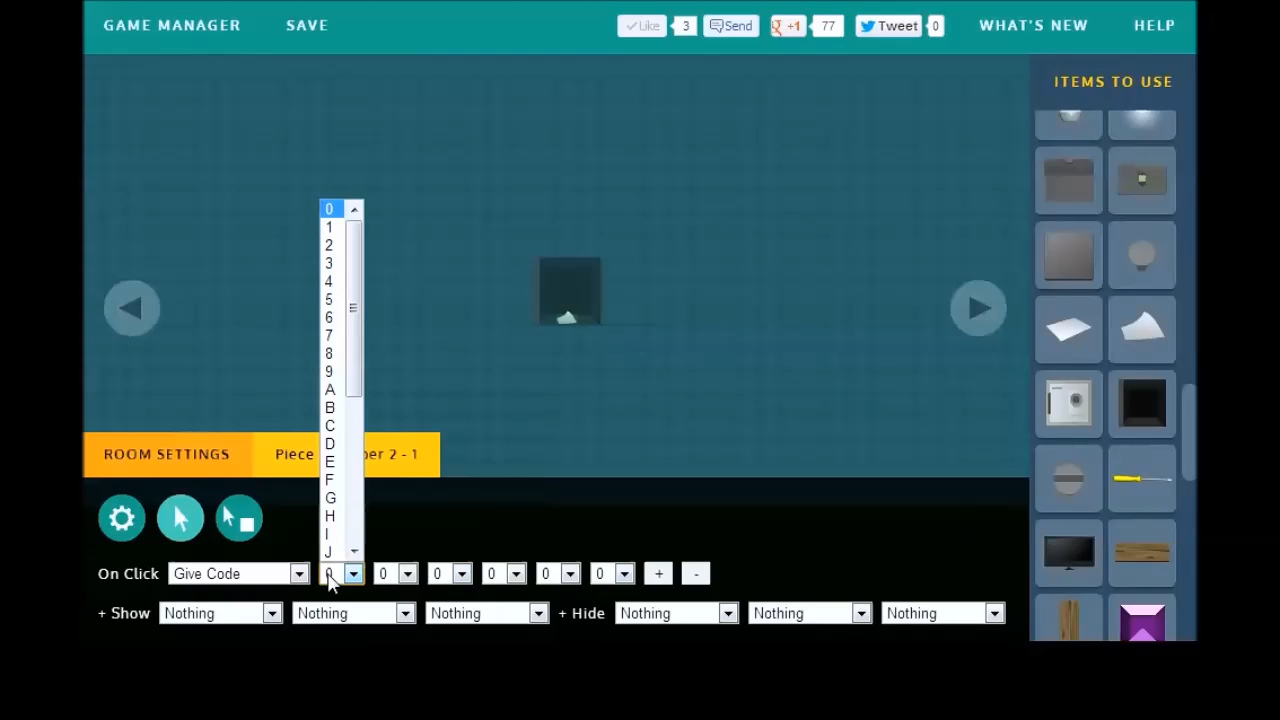 GAME MANAGER SAVE Like 3 Send +1 77 Tweet 0 WHAT'S NEW HELP
ITEMS TO USE
0
1
2
3
4
5
6
7
8
9
A
B
C
D
E
F
G
H
I
J
ROOM SETTINGS Piece er 2 - 1
On Click Give Code 0 0 0 0 0 0 + -
+ Show Nothing Nothing Nothing + Hide Nothing Nothing Nothing